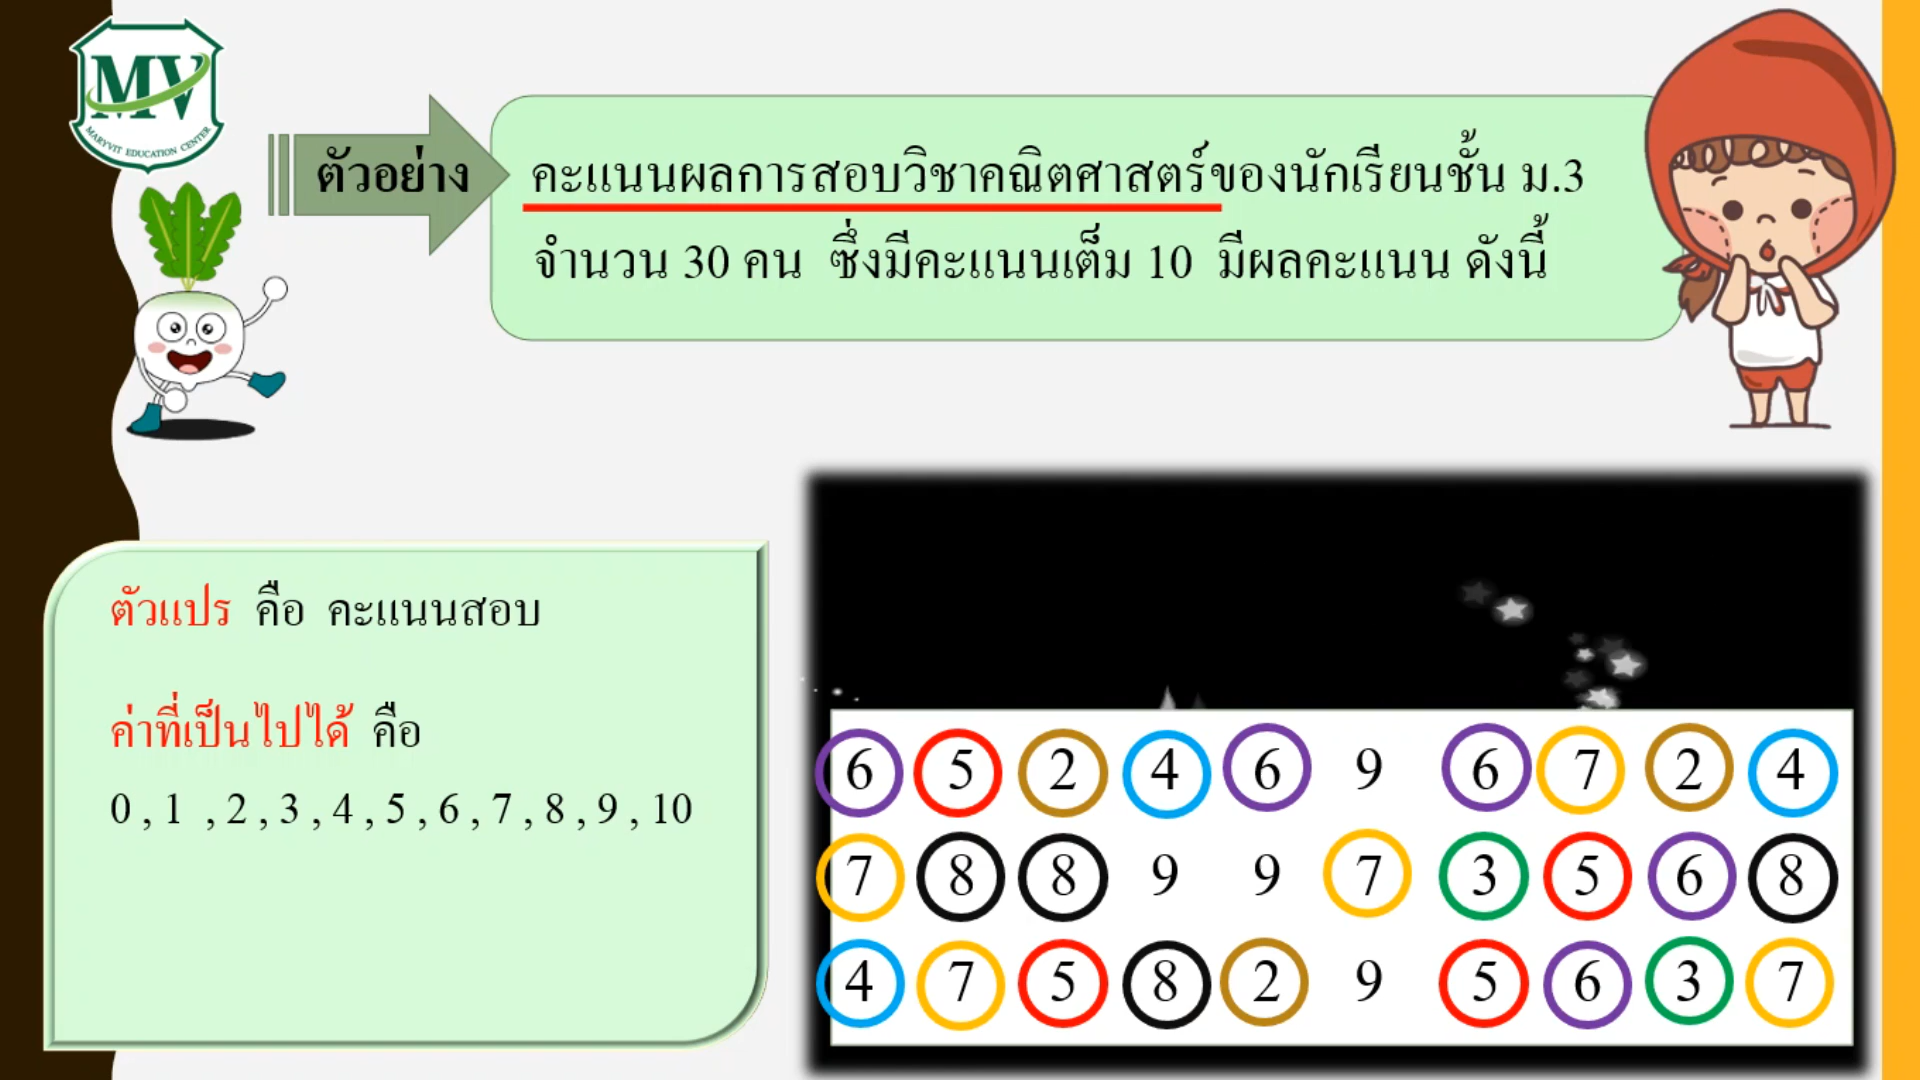 MV
MARYVIT EDUCATION CENTER
ตัวอย่าง
คะแนนผลการสอบวิชาคณิตศาสตร์ของนักเรียนชั้น ม.3
จำนวน 30 คน ซึ่งมีคะแนนเต็ม 10 มีผลคะแนน ดังนี้
ตัวแปร คือ คะแนนสอบ
ค่าที่เป็นไปได้ คือ
0 , 1 , 2 , 3 , 4 , 5 , 6 , 7 , 8 , 9 , 10
6 5 2 4 6 9 6 7 2 4
7 8 8 9 9 7 3 5 6 8
4 7 5 8 2 9 5 6 3 7